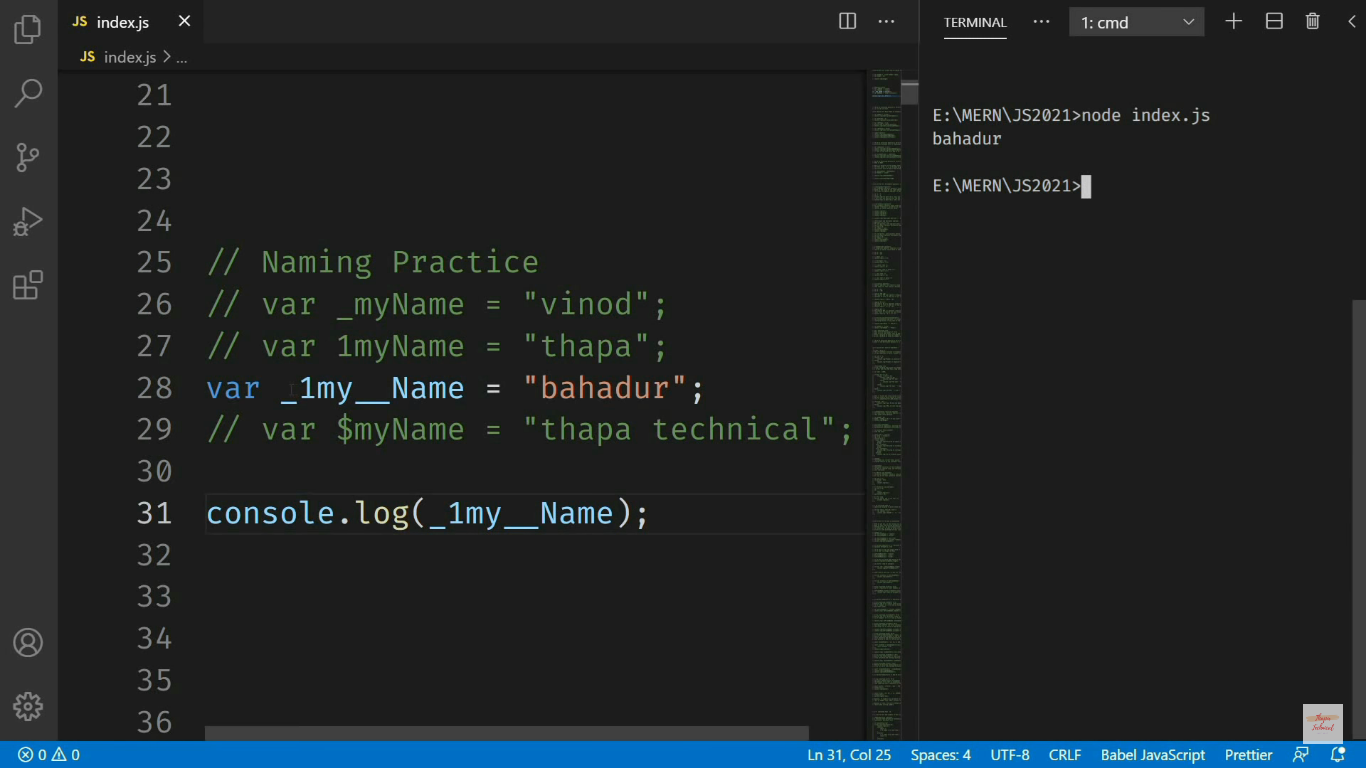 JS index.js
TERMINAL ··· 1: cmd
JS index.js > ...
21
22
23
24
25 // Naming Practice
26 // var _myName = "vinod";
27 // var 1myName = "thapa";
28 var _1my__Name = "bahadur";
29 // var $myName = "thapa technical";
30
31 console.log(_1my__Name);
32
33
34
35
36
E:\MERN\JS2021>node index.js
bahadur
E:\MERN\JS2021>
Thapa
Technical
0 0 Ln 31, Col 25 Spaces: 4 UTF-8 CRLF Babel JavaScript Prettier